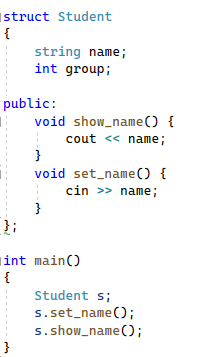 struct Student
{
    string name;
    int group;

public:
    void show_name() {
        cout << name;
    }
    void set_name() {
        cin >> name;
    }
};

int main()
{
    Student s;
    s.set_name();
    s.show_name();
}